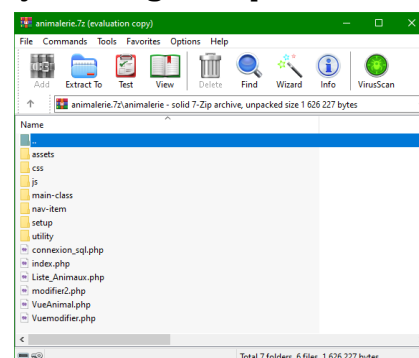 animalerie.7z (evaluation copy)
File Commands Tools Favorites Options Help
Add Extract To Test View Delete Find Wizard Info VirusScan
animalerie.7z\animalerie - solid 7-Zip archive, unpacked size 1 626 227 bytes
Name
..
assets
css
js
main-class
nav-item
setup
utility
connexion_sql.php
index.php
Liste_Animaux.php
modifier2.php
VueAnimal.php
Vuemodifier.php
Total 7 folders, 6 files, 1 626 227 bytes